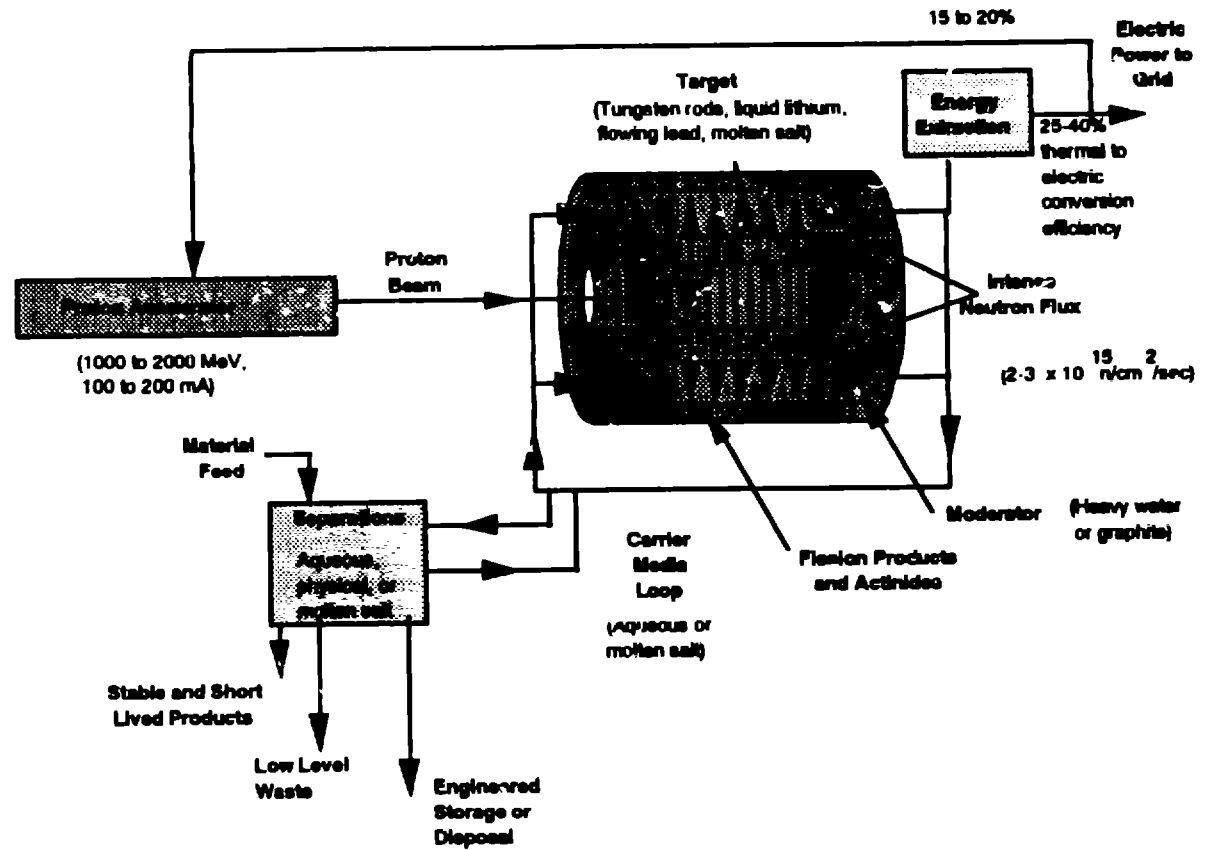 15 to 20%
Electric
Power to
Grid
Target
(Tungsten rods, liquid lithium,
flowing lead, molten salt)
Energy
Extraction
25-40%
thermal to
electric
conversion
efficiency
Proton
Beam
Intense
Neutron Flux
Proton Accelerator
(1000 to 2000 MeV,
100 to 200 mA)
(2-3 x 10 15 n/cm 2 /sec)
Material
Feed
Separations
Aqueous,
physical, or
molten salt
Moderator
(Heavy water
or graphite)
Carrier
Media
Loop
Fission Products
and Actinides
(Aqueous or
molten salt)
Stable and Short
Lived Products
Low Level
Waste
Engineered
Storage or
Disposal